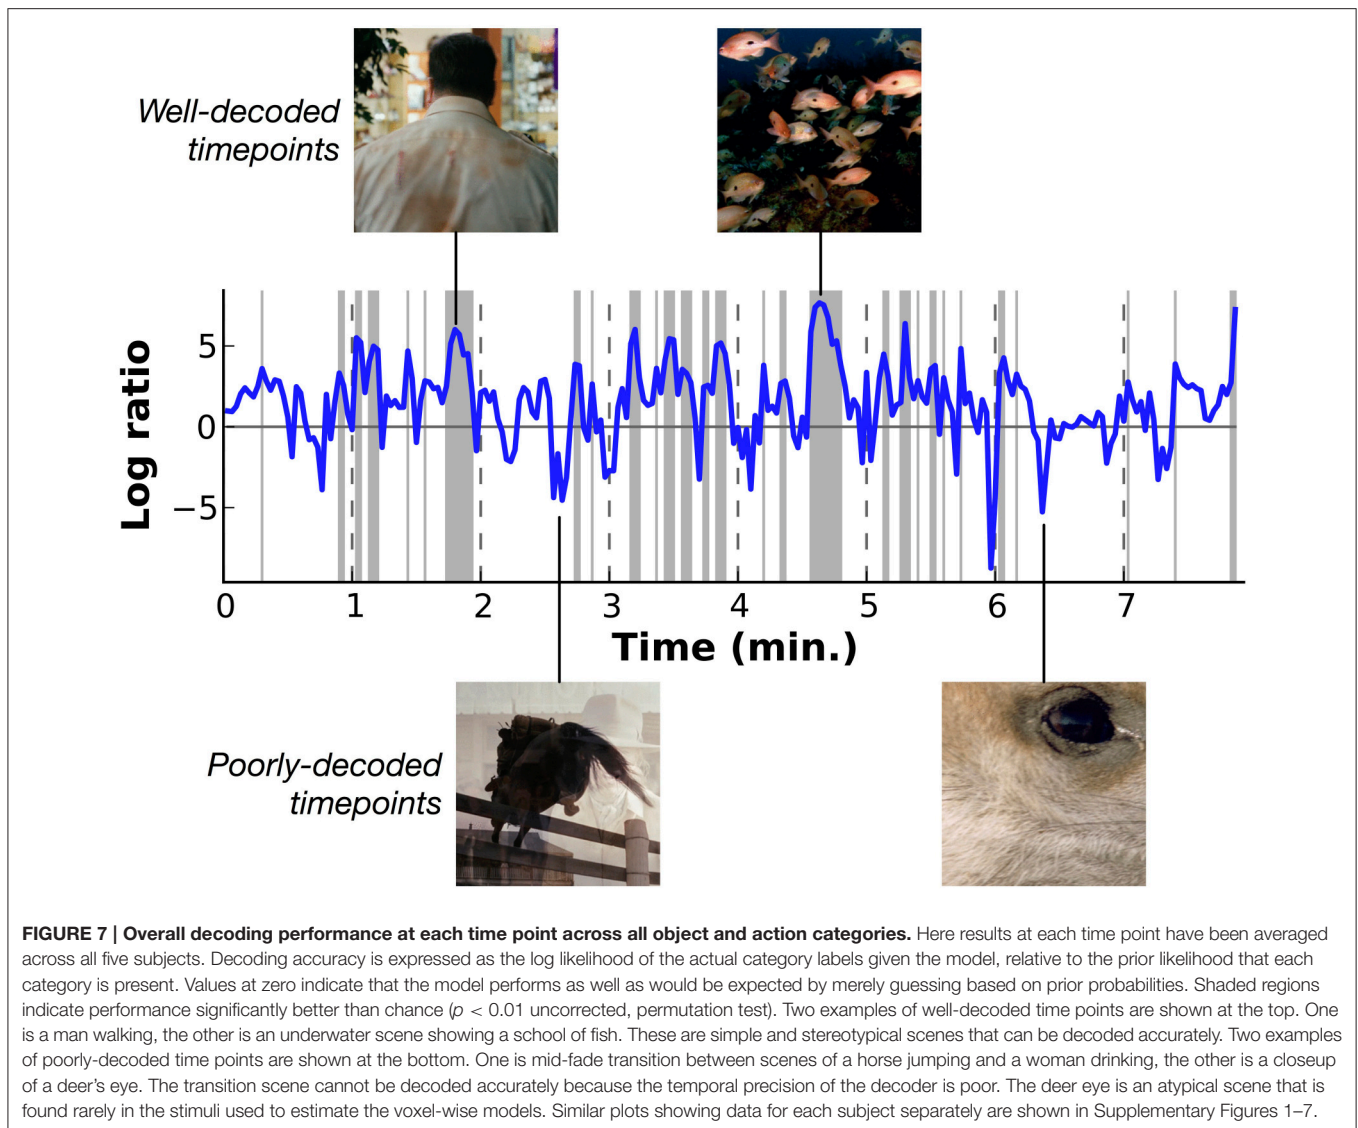 Well-decoded
timepoints
5
0
−5
Log ratio
0 1 2 3 4 5 6 7
Time (min.)
Poorly-decoded
timepoints
FIGURE 7 | Overall decoding performance at each time point across all object and action categories. Here results at each time point have been averaged
across all five subjects. Decoding accuracy is expressed as the log likelihood of the actual category labels given the model, relative to the prior likelihood that each
category is present. Values at zero indicate that the model performs as well as would be expected by merely guessing based on prior probabilities. Shaded regions
indicate performance significantly better than chance (p < 0.01 uncorrected, permutation test). Two examples of well-decoded time points are shown at the top. One
is a man walking, the other is an underwater scene showing a school of fish. These are simple and stereotypical scenes that can be decoded accurately. Two examples
of poorly-decoded time points are shown at the bottom. One is mid-fade transition between scenes of a horse jumping and a woman drinking, the other is a closeup
of a deer's eye. The transition scene cannot be decoded accurately because the temporal precision of the decoder is poor. The deer eye is an atypical scene that is
found rarely in the stimuli used to estimate the voxel-wise models. Similar plots showing data for each subject separately are shown in Supplementary Figures 1–7.